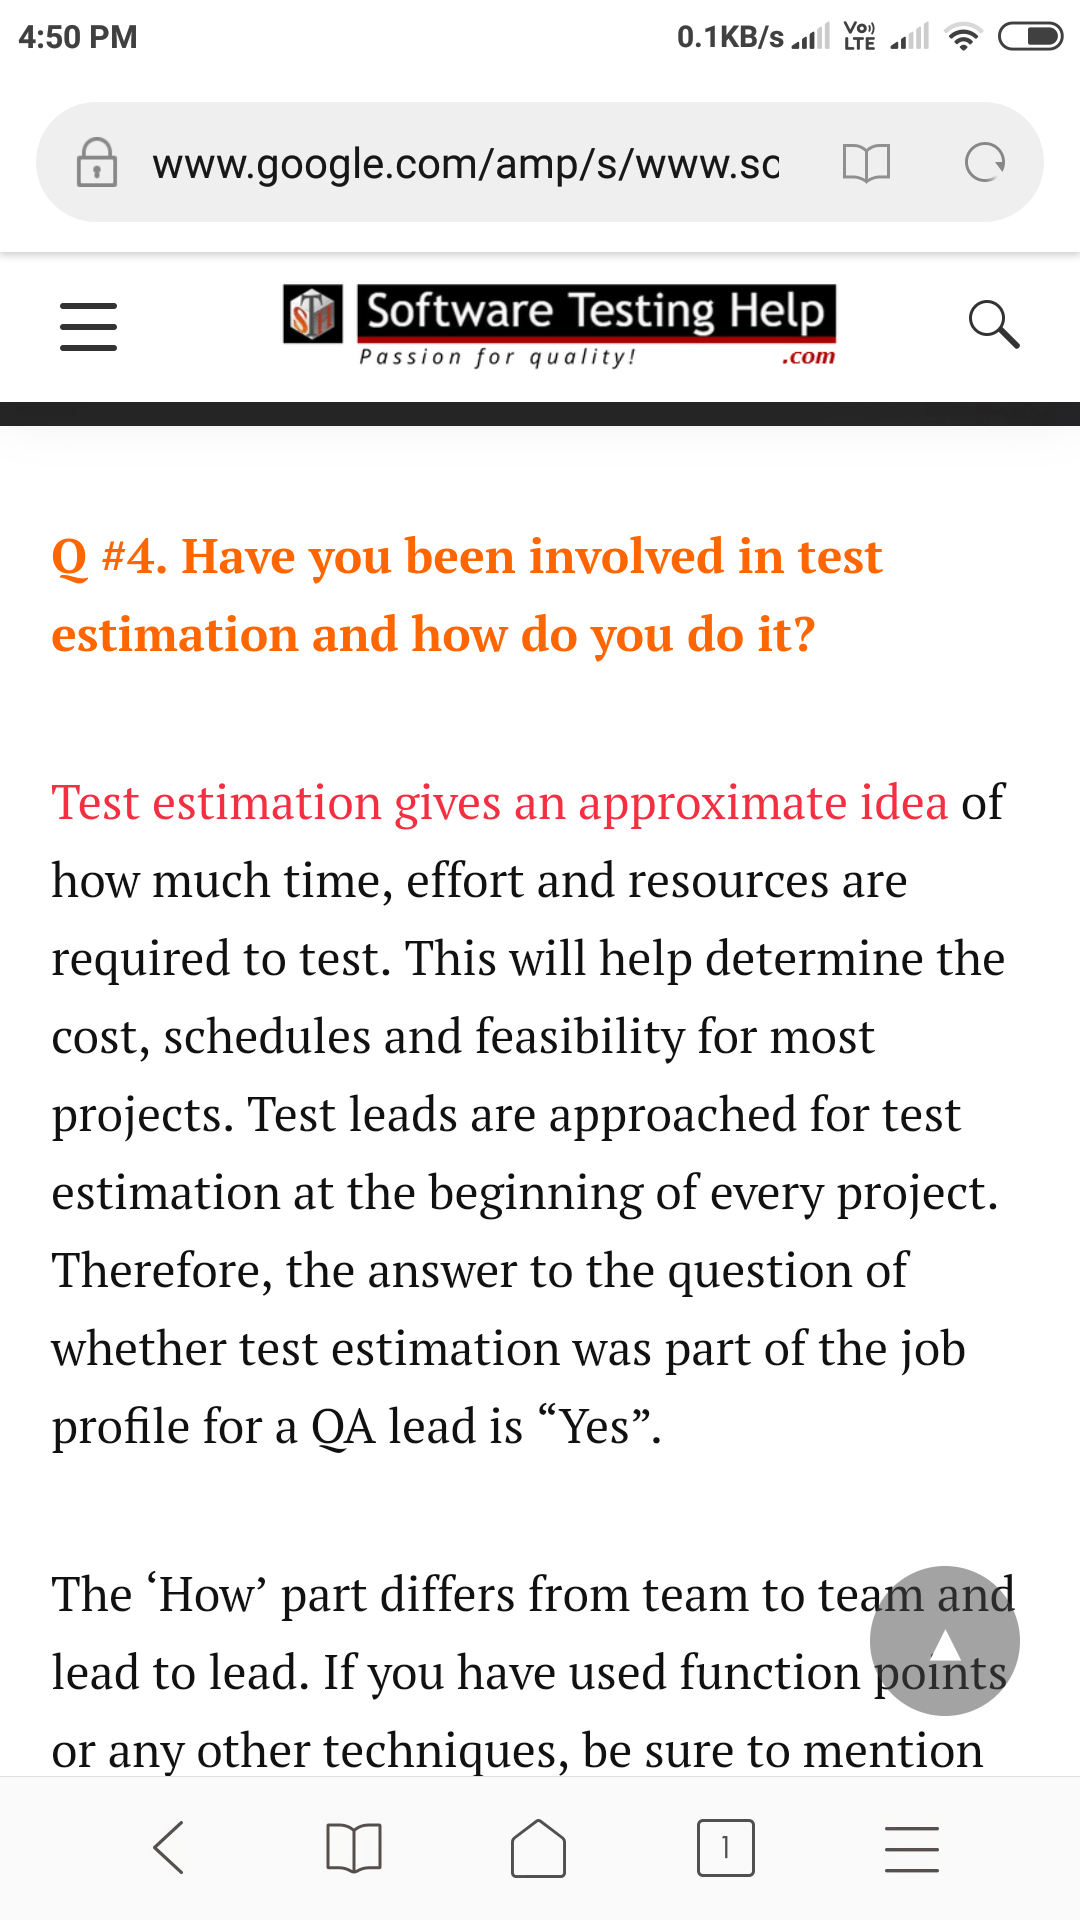 4:50 PM
0.1KB/s
Vo))
LTE
www.google.com/amp/s/www.so
STH
Software Testing Help
Passion for quality!
.com
Q #4. Have you been involved in test
estimation and how do you do it?
Test estimation gives an approximate idea of
how much time, effort and resources are
required to test. This will help determine the
cost, schedules and feasibility for most
projects. Test leads are approached for test
estimation at the beginning of every project.
Therefore, the answer to the question of
whether test estimation was part of the job
profile for a QA lead is “Yes”.
The ‘How’ part differs from team to team and
lead to lead. If you have used function points
or any other techniques, be sure to mention
1